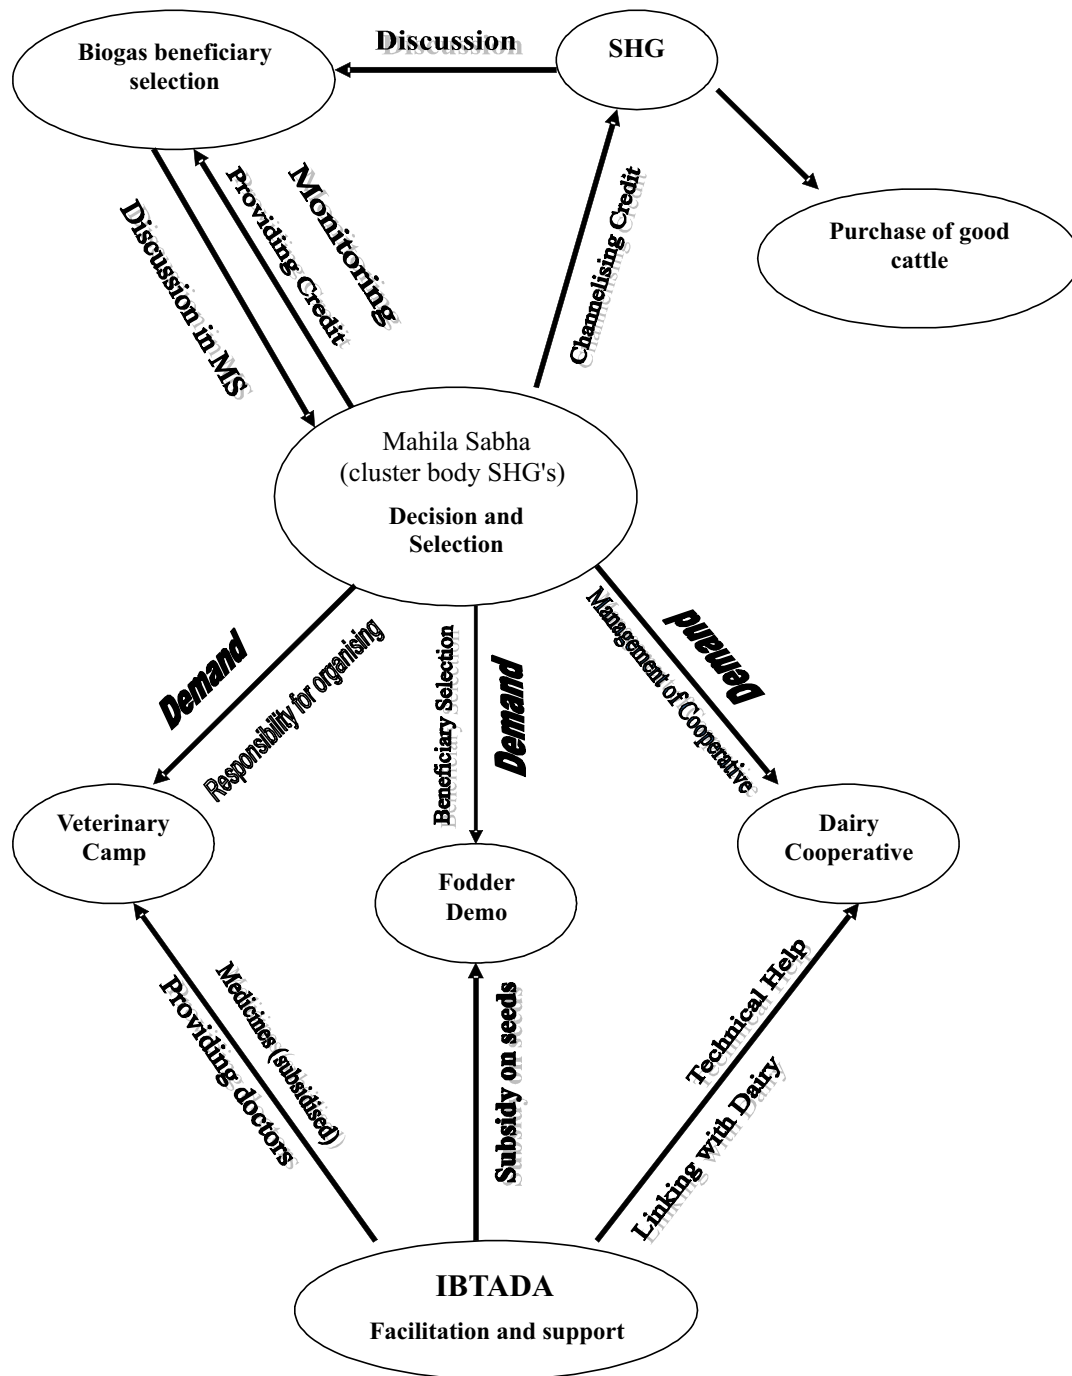 Biogas beneficiary
selection
Discussion
SHG
Purchase of good
cattle
Discussion in MS
Providing Credit
Monitoring
Channelising Credit
Mahila Sabha
(cluster body SHG's)
Decision and
Selection
Demand
Responsibility for organising
Beneficiary Selection
Demand
Management of Cooperative
Demand
Veterinary
Camp
Fodder
Demo
Dairy
Cooperative
Providing doctors
Medicines (subsidised)
Subsidy on seeds
Technical Help
Linking with Dairy
IBTADA
Facilitation and support